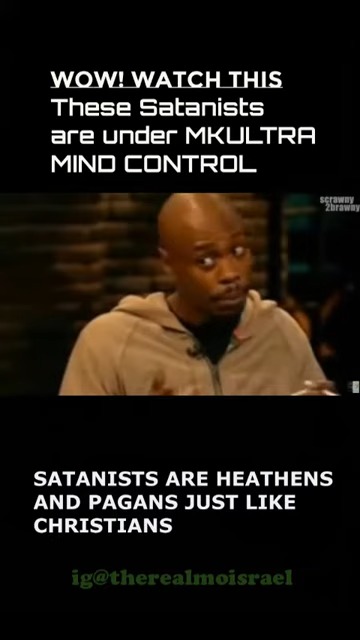 WOW! WATCH THIS
These Satanists
are under MKULTRA
MIND CONTROL
scrawny
2brawny
SATANISTS ARE HEATHENS
AND PAGANS JUST LIKE
CHRISTIANS
ig@therealmoisrael